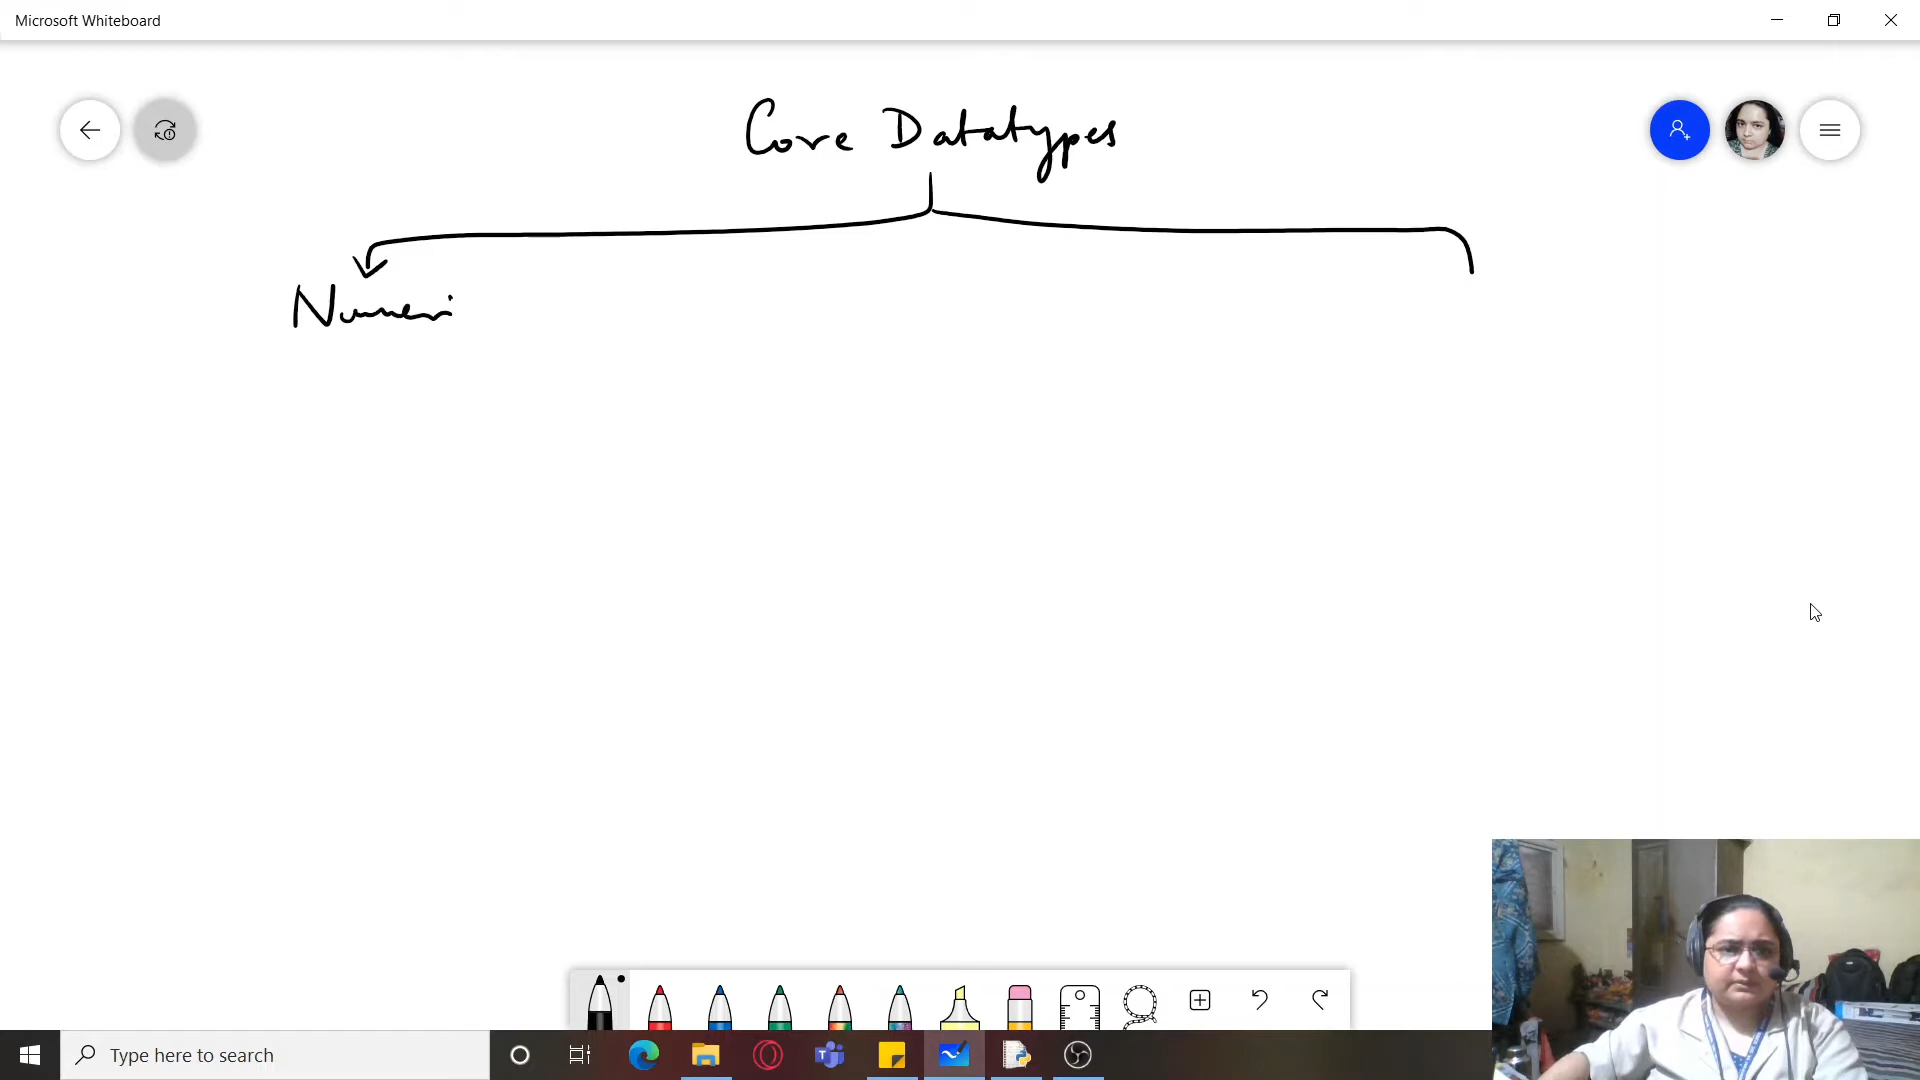 Microsoft Whiteboard
Core Datatypes
Numeri
Type here to search